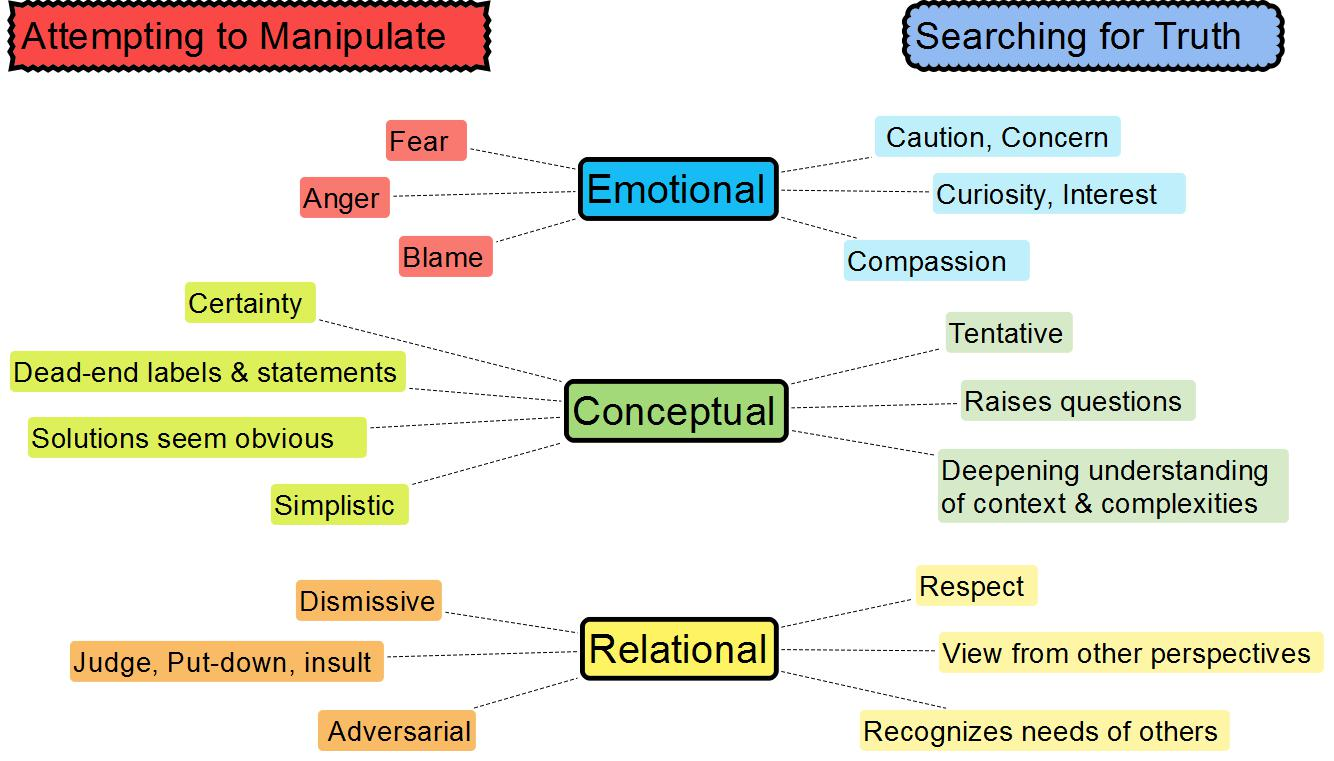 Attempting to Manipulate
Searching for Truth
Fear
Anger
Blame
Emotional
Caution, Concern
Curiosity, Interest
Compassion
Certainty
Dead-end labels & statements
Solutions seem obvious
Simplistic
Conceptual
Tentative
Raises questions
Deepening understanding
of context & complexities
Dismissive
Judge, Put-down, insult
Adversarial
Relational
Respect
View from other perspectives
Recognizes needs of others